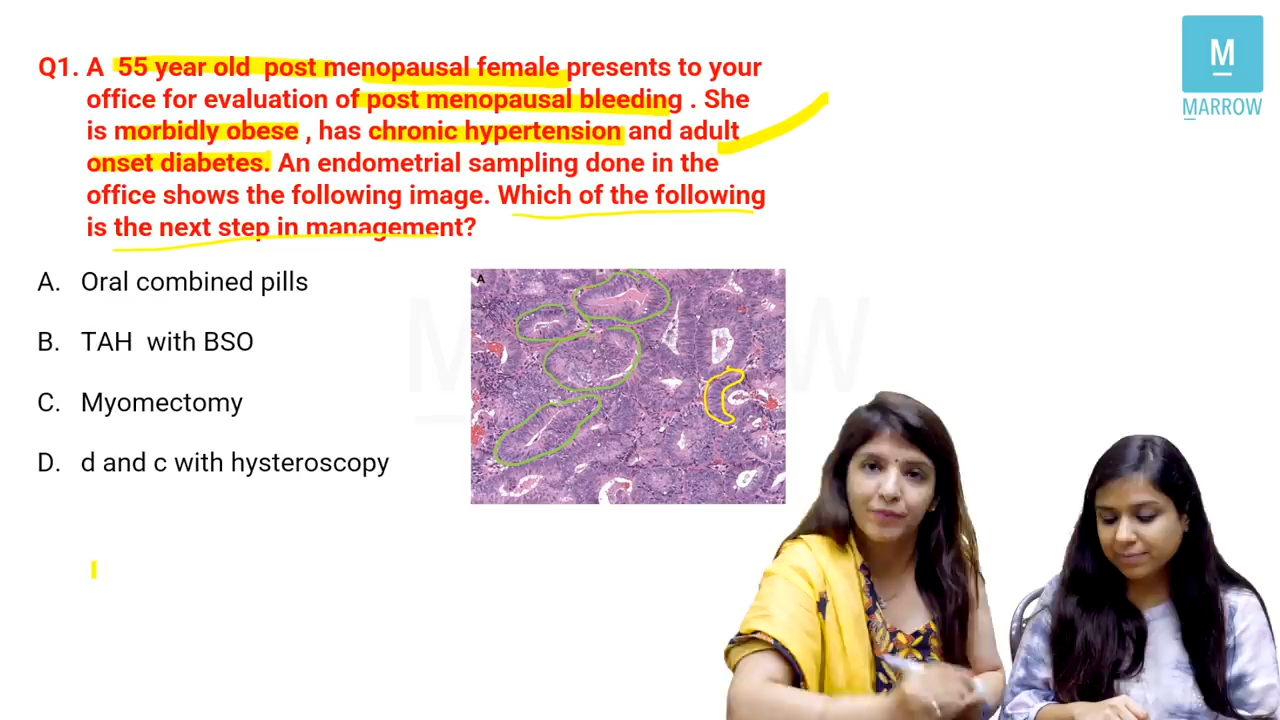 M
MARROW
Q1. A 55 year old post menopausal female presents to your
office for evaluation of post menopausal bleeding . She
is morbidly obese , has chronic hypertension and adult
onset diabetes. An endometrial sampling done in the
office shows the following image. Which of the following
is the next step in management?
A. Oral combined pills
B. TAH with BSO
C. Myomectomy
D. d and c with hysteroscopy
A